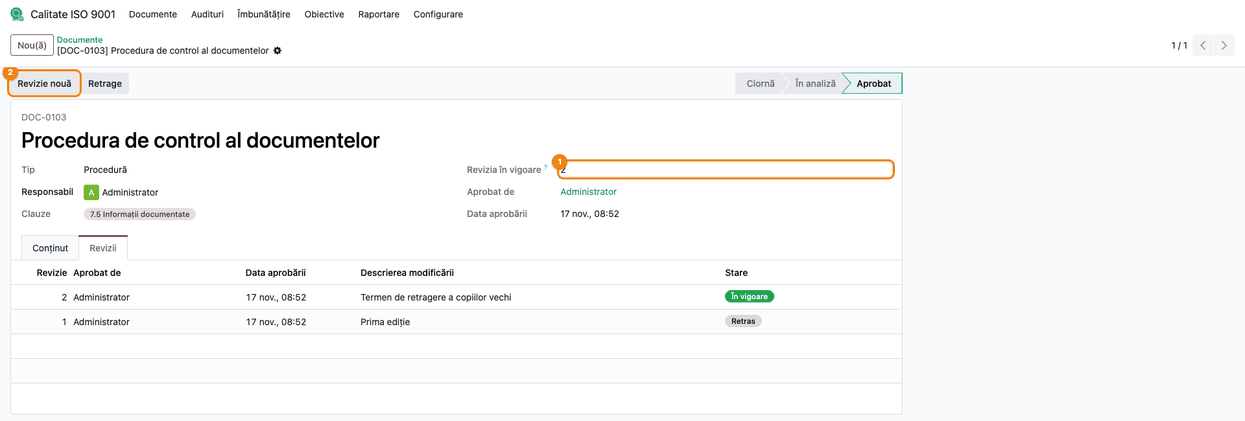 Calitate ISO 9001 Documente Audituri Îmbunătățire Obiective Raportare Configurare
Nou(ă) Documente
[DOC-0103] Procedura de control al documentelor 1 / 1
2
Revizie nouă Retrage Ciornă În analiză Aprobat
DOC-0103
Procedura de control al documentelor
Tip Procedură Revizia în vigoare ? 1 2
Responsabil A Administrator Aprobat de Administrator
Clauze 7.5 Informații documentate Data aprobării 17 nov., 08:52
Conținut Revizii
Revizie Aprobat de Data aprobării Descrierea modificării Stare
2 Administrator 17 nov., 08:52 Termen de retragere a copiilor vechi În vigoare
1 Administrator 17 nov., 08:52 Prima ediție Retras